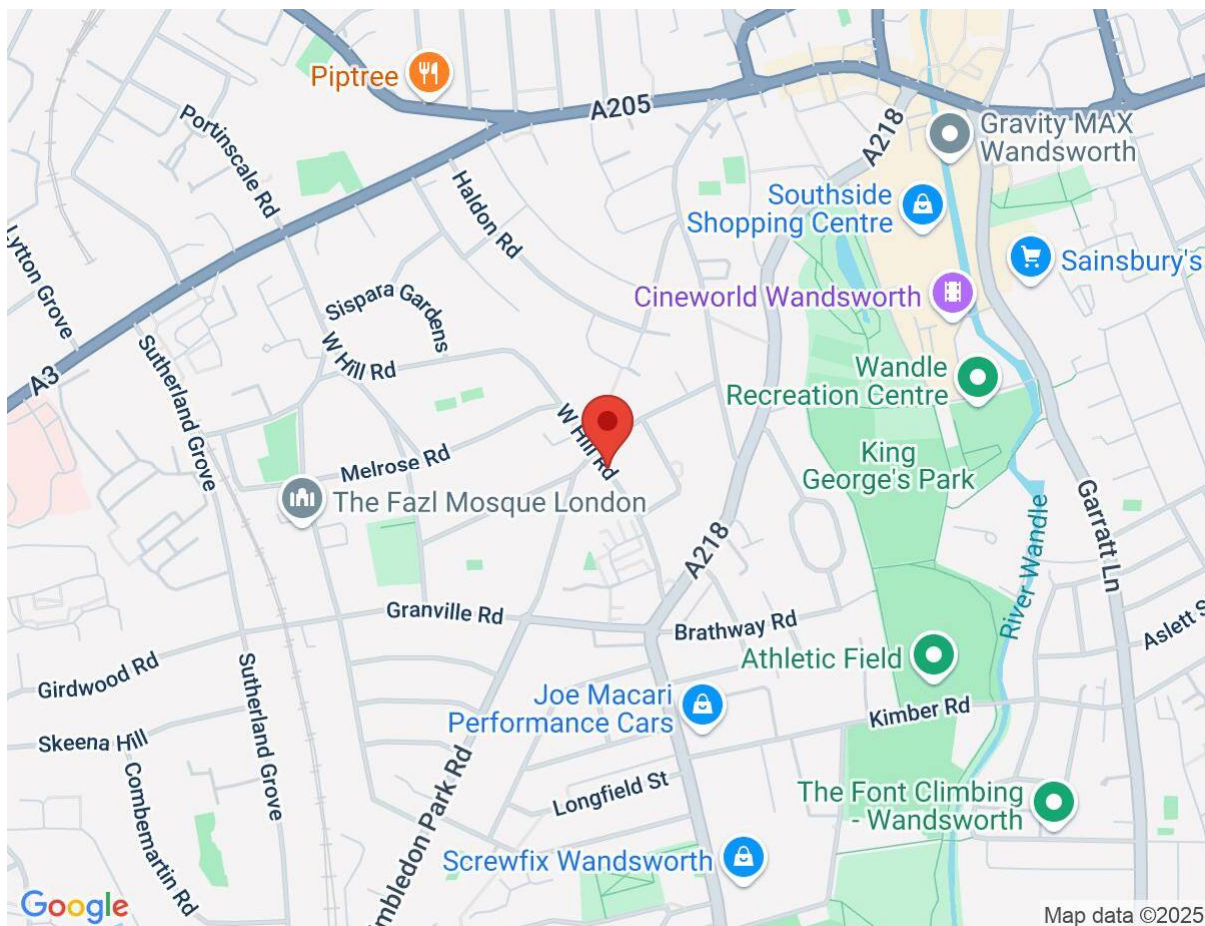 Piptree
A205
A218
Gravity MAX
Wandsworth
Portinscale Rd
Haldon Rd
Southside
Shopping Centre
Sainsbury's
Lytton Grove
Sispara Gardens
Cineworld Wandsworth
A3
Sutherland Grove
W Hill Rd
Wandle
Recreation Centre
W Hill Rd
Melrose Rd
King
George's Park
The Fazl Mosque London
Garratt Ln
A218
River Wandle
Granville Rd
Brathway Rd
Aslett S
Girdwood Rd
Sutherland Grove
Athletic Field
Joe Macari
Performance Cars
Kimber Rd
Skeena Hill
Combemartin Rd
mbledon Park Rd
Longfield St
The Font Climbing
- Wandsworth
Screwfix Wandsworth
Google
Map data ©2025